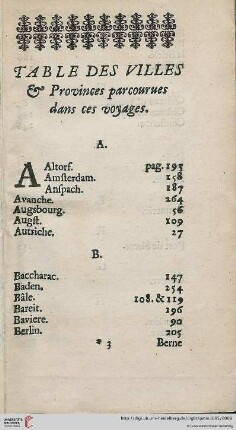 TABLE DES VILLES
& Provinces parcourues
dans ces voyages.
A.
Altorf. pag. 193
Amsterdam. 158
Anspach. 187
Avanche. 264
Augsbourg. 56
Augst. 109
Autriche. 27
B.
Baccharac. 147
Baden. 254
Bâle. 108. & 119
Bareit. 196
Baviere. 90
Berlin. 205
* 3 Berne